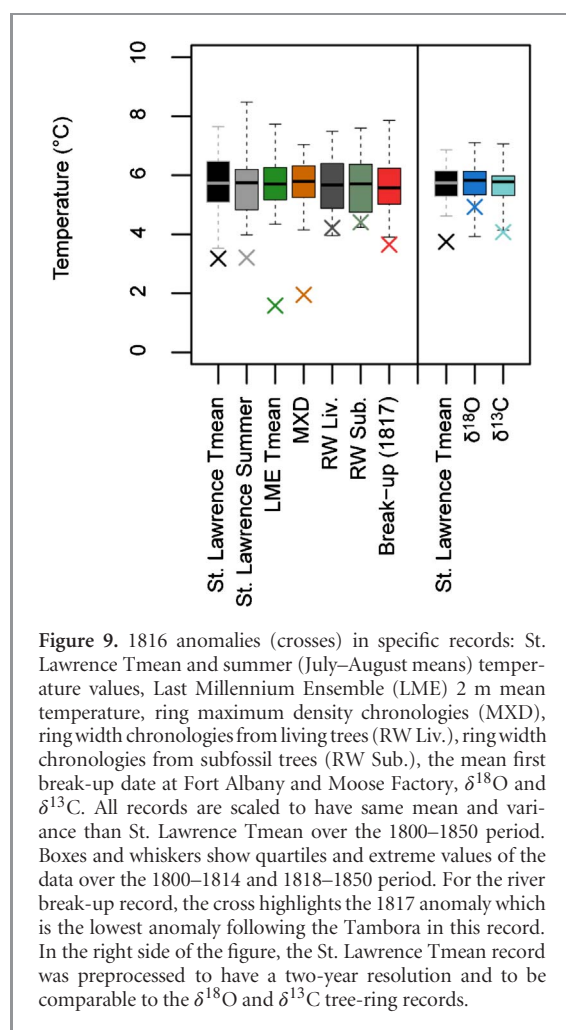 Temperature (°C)
10
8
6
4
2
0
St. Lawrence Tmean
St. Lawrence Summer
LME Tmean
MXD
RW Liv.
RW Sub.
Break−up (1817)
St. Lawrence Tmean
δ18O
δ13C
Figure 9. 1816 anomalies (crosses) in specific records: St.
Lawrence Tmean and summer (July–August means) temper-
ature values, Last Millennium Ensemble (LME) 2 m mean
temperature, ring maximum density chronologies (MXD),
ring width chronologies from living trees (RW Liv.), ring width
chronologies from subfossil trees (RW Sub.), the mean first
break-up date at Fort Albany and Moose Factory, δ18O and
δ13C. All records are scaled to have same mean and vari-
ance than St. Lawrence Tmean over the 1800–1850 period.
Boxes and whiskers show quartiles and extreme values of the
data over the 1800–1814 and 1818–1850 period. For the river
break-up record, the cross highlights the 1817 anomaly which
is the lowest anomaly following the Tambora in this record.
In the right side of the figure, the St. Lawrence Tmean record
was preprocessed to have a two-year resolution and to be
comparable to the δ18O and δ13C tree-ring records.